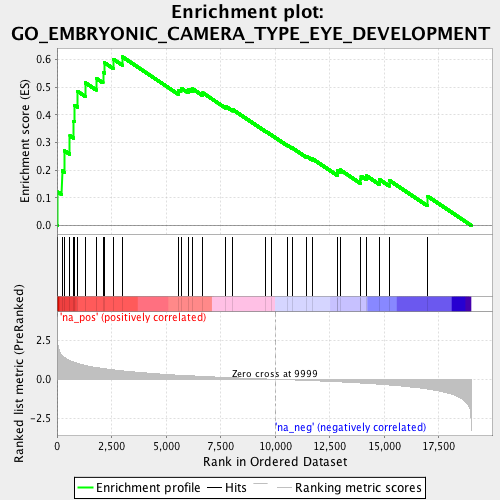 Enrichment plot:
GO_EMBRYONIC_CAMERA_TYPE_EYE_DEVELOPMENT
Enrichment score (ES)
0.6
0.5
0.4
0.3
0.2
0.1
0.0
'na_pos' (positively correlated)
Ranked list metric (PreRanked)
2.5
0.0
-2.5
Zero cross at 9999
'na_neg' (negatively correlated)
0
2,500
5,000
7,500
10,000
12,500
15,000
17,500
Rank in Ordered Dataset
Enrichment profile
Hits
Ranking metric scores